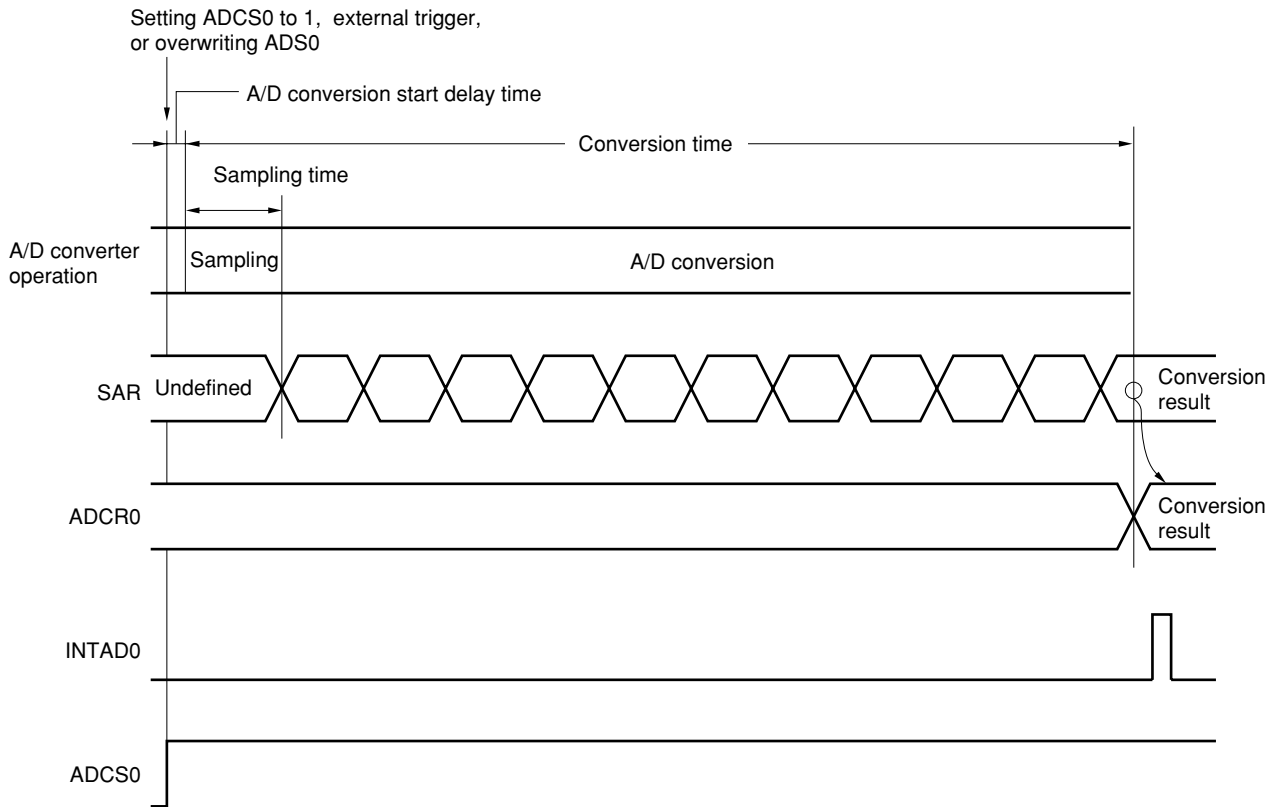 Setting ADCS0 to 1, external trigger,
or overwriting ADS0
A/D conversion start delay time
Conversion time
Sampling time
A/D converter
operation
Sampling
A/D conversion
SAR
Undefined
Conversion
result
ADCR0
Conversion
result
INTAD0
ADCS0